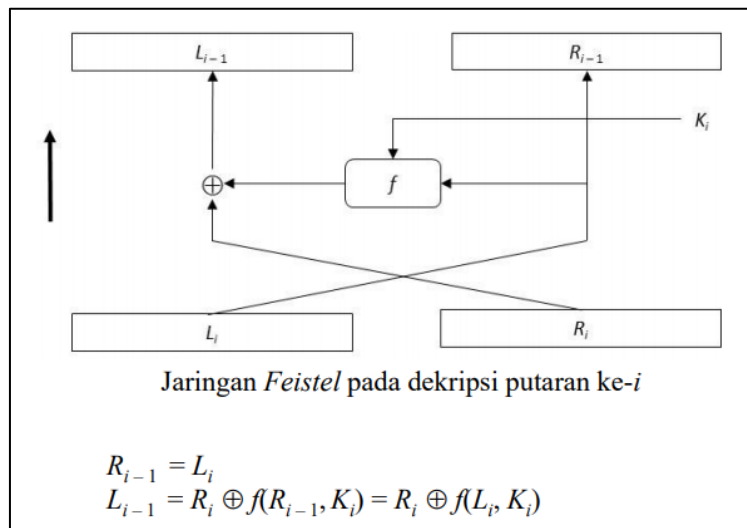 L_{i-1} R_{i-1}
K_i
⊕ f
L_i R_i
Jaringan Feistel pada dekripsi putaran ke-i
R_{i-1} = L_i
L_{i-1} = R_i ⊕ f(R_{i-1}, K_i) = R_i ⊕ f(L_i, K_i)